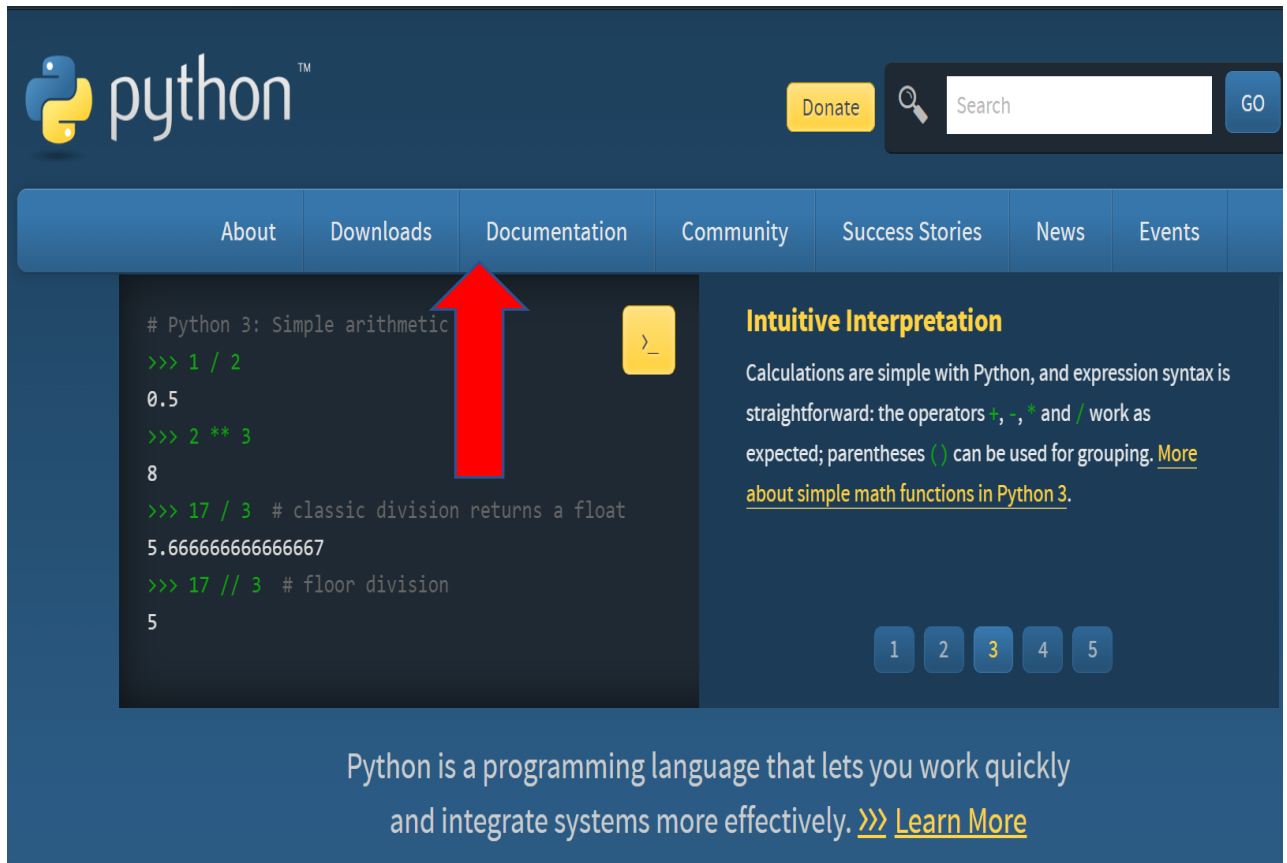 python™
Donate
Search
GO
About
Downloads
Documentation
Community
Success Stories
News
Events
# Python 3: Simple arithmetic
>>> 1 / 2
0.5
>>> 2 ** 3
8
>>> 17 / 3  # classic division returns a float
5.666666666666667
>>> 17 // 3  # floor division
5
>_
Intuitive Interpretation
Calculations are simple with Python, and expression syntax is
straightforward: the operators +, -, * and / work as
expected; parentheses () can be used for grouping. More
about simple math functions in Python 3.
1
2
3
4
5
Python is a programming language that lets you work quickly
and integrate systems more effectively. >>> Learn More